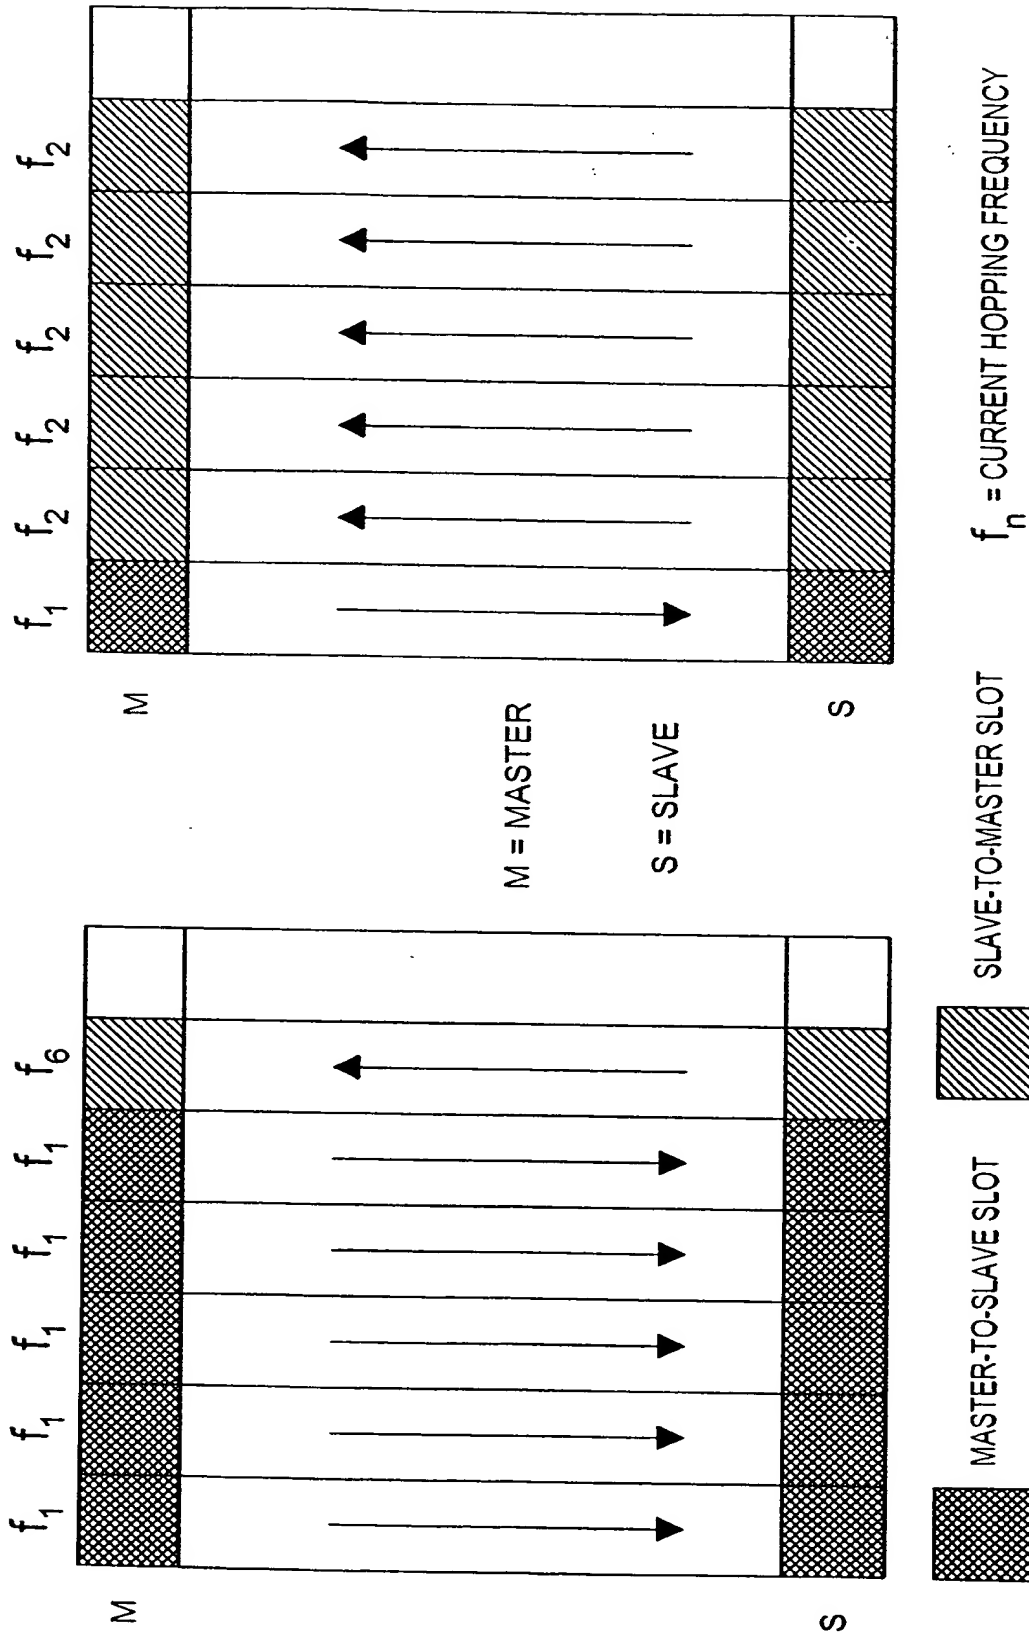 f1 f1 f1 f1 f1 f6
M
S
M = MASTER
S = SLAVE
f1 f2 f2 f2 f2 f2
M
S
MASTER-TO-SLAVE SLOT
SLAVE-TO-MASTER SLOT
fn = CURRENT HOPPING FREQUENCY